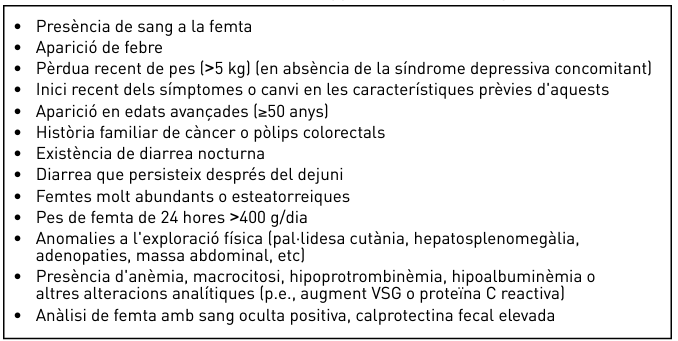 • Presència de sang a la femta
• Aparició de febre
• Pèrdua recent de pes (>5 kg) (en absència de la síndrome depressiva concomitant)
• Inici recent dels símptomes o canvi en les característiques prèvies d'aquests
• Aparició en edats avançades (≥50 anys)
• Història familiar de càncer o pòlips colorectals
• Existència de diarrea nocturna
• Diarrea que persisteix després del dejuni
• Femtes molt abundants o esteatorreiques
• Pes de femta de 24 hores >400 g/dia
• Anomalies a l'exploració física (pal·lidesa cutània, hepatosplenomegàlia,
adenopaties, massa abdominal, etc)
• Presència d'anèmia, macrocitosi, hipoprotrombinèmia, hipoalbuminèmia o
altres alteracions analítiques (p.e., augment VSG o proteïna C reactiva)
• Anàlisi de femta amb sang oculta positiva, calprotectina fecal elevada